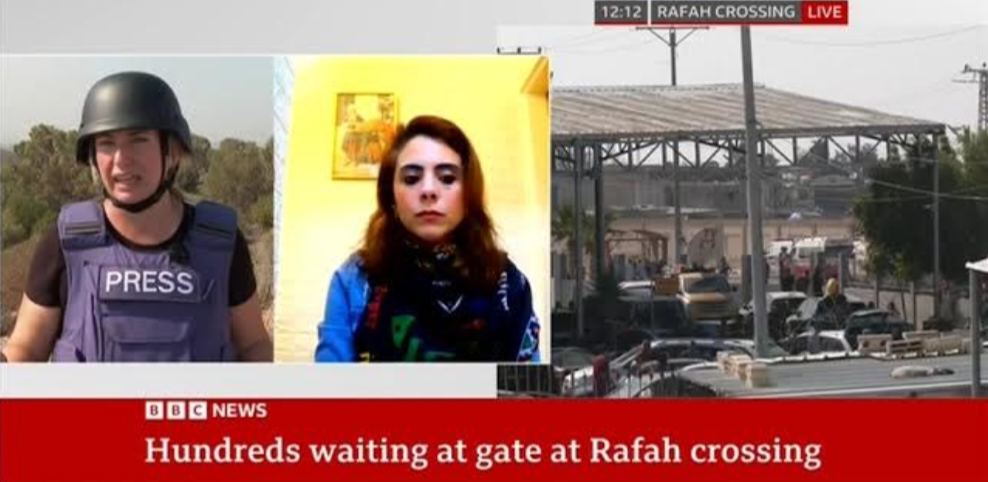 12:12 RAFAH CROSSING LIVE
PRESS
BBC NEWS
Hundreds waiting at gate at Rafah crossing